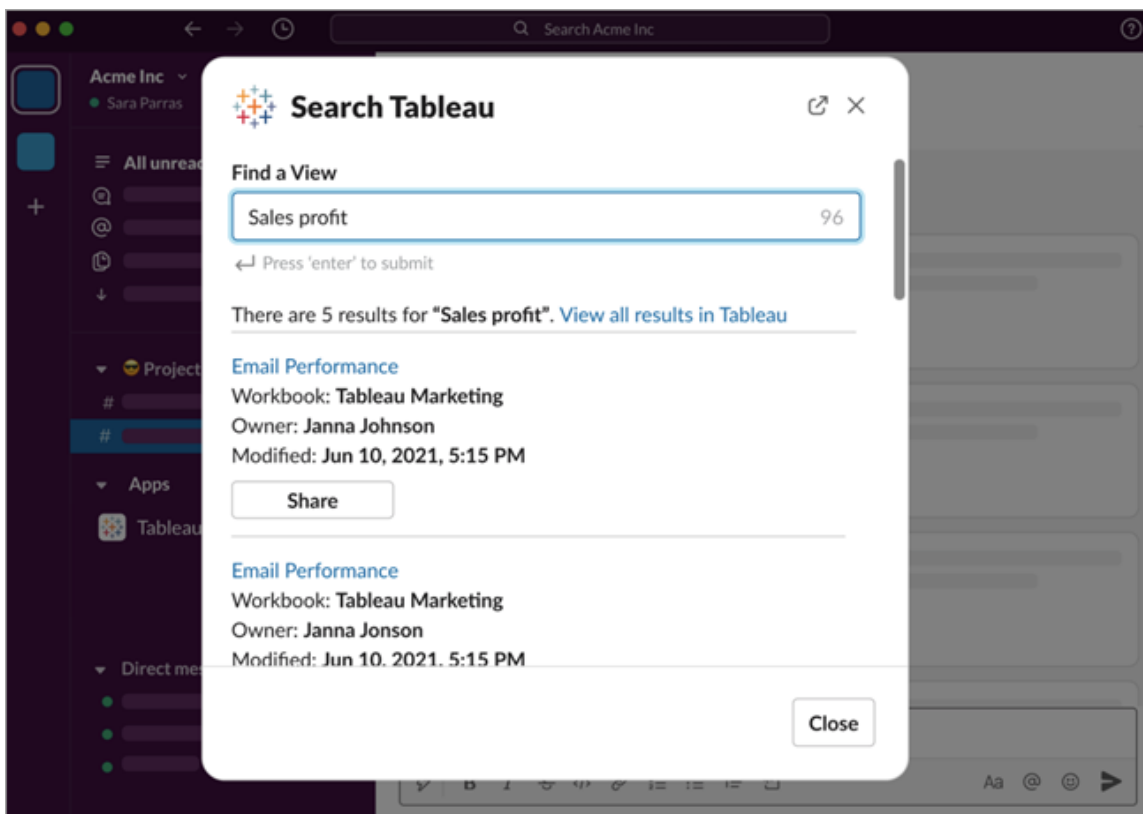 Search Acme Inc
Acme Inc
Sara Parras
All unread
Project
Apps
Tableau
Direct mes
Search Tableau
Find a View
Sales profit 96
Press 'enter' to submit
There are 5 results for “Sales profit”. View all results in Tableau
Email Performance
Workbook: Tableau Marketing
Owner: Janna Johnson
Modified: Jun 10, 2021, 5:15 PM
Share
Email Performance
Workbook: Tableau Marketing
Owner: Janna Jonson
Modified: Jun 10, 2021, 5:15 PM
Close
B I
Aa @